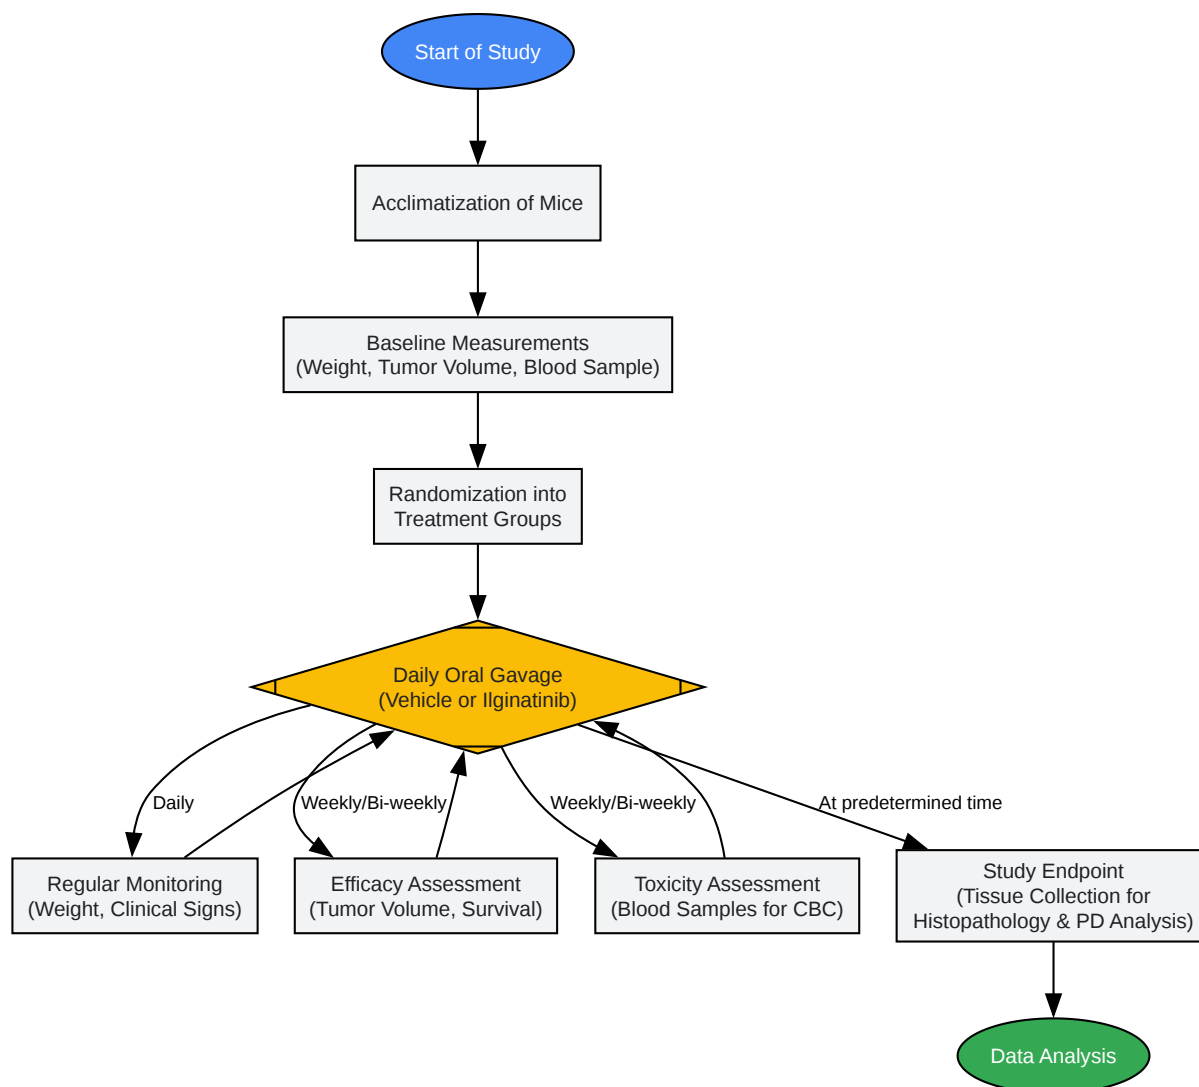 Start of Study
Acclimatization of Mice
Baseline Measurements
(Weight, Tumor Volume, Blood Sample)
Randomization into
Treatment Groups
Daily Oral Gavage
(Vehicle or Ilginatinib)
Daily
Weekly/Bi-weekly
Weekly/Bi-weekly
At predetermined time
Regular Monitoring
(Weight, Clinical Signs)
Efficacy Assessment
(Tumor Volume, Survival)
Toxicity Assessment
(Blood Samples for CBC)
Study Endpoint
(Tissue Collection for
Histopathology & PD Analysis)
Data Analysis